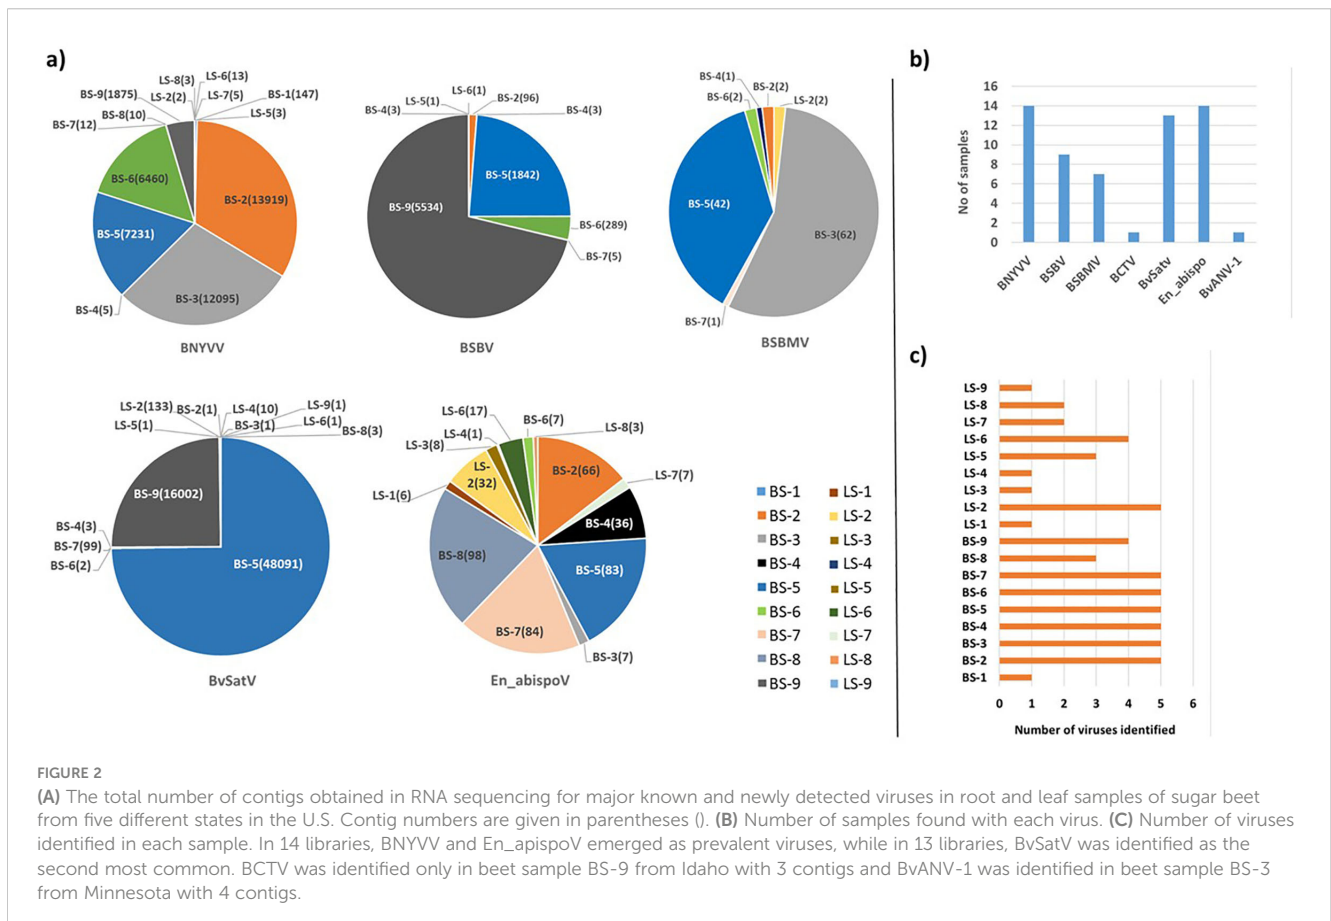 a)
LS-8(3)
LS-6(13)
BS-9(1875)
LS-2(2)
LS-7(5)
BS-1(147)
BS-8(10)
LS-5(3)
BS-7(12)
BS-6(6460)
BS-2(13919)
BS-5(7231)
BS-3(12095)
BS-4(5)
BNYVV
LS-6(1)
LS-5(1)
BS-2(96)
BS-4(3)
BS-4(3)
BS-5(1842)
BS-9(5534)
BS-6(289)
BS-7(5)
BSBV
BS-4(1)
BS-2(2)
BS-6(2)
LS-2(2)
BS-5(42)
BS-3(62)
BS-7(1)
BSBMV
LS-2(133)
BS-2(1)
LS-4(10)
LS-9(1)
LS-5(1)
BS-3(1)
LS-6(1)
BS-8(3)
BS-9(16002)
BS-4(3)
BS-7(99)
BS-6(2)
BS-5(48091)
BvSatV
LS-6(17)
BS-6(7)
LS-4(1)
LS-8(3)
LS-3(8)
LS-
2(32)
BS-2(66)
LS-7(7)
LS-1(6)
BS-4(36)
BS-8(98)
BS-5(83)
BS-7(84)
BS-3(7)
En_abispoV
BS-1 LS-1
BS-2 LS-2
BS-3 LS-3
BS-4 LS-4
BS-5 LS-5
BS-6 LS-6
BS-7 LS-7
BS-8 LS-8
BS-9 LS-9
b)
No of samples
16
14
12
10
8
6
4
2
0
BNYVV
BSBV
BSBMV
BCTV
BvSatv
En_abispo
BvANV-1
c)
LS-9
LS-8
LS-7
LS-6
LS-5
LS-4
LS-3
LS-2
LS-1
BS-9
BS-8
BS-7
BS-6
BS-5
BS-4
BS-3
BS-2
BS-1
0 1 2 3 4 5 6
Number of viruses identified
FIGURE 2
(A) The total number of contigs obtained in RNA sequencing for major known and newly detected viruses in root and leaf samples of sugar beet
from five different states in the U.S. Contig numbers are given in parentheses (). (B) Number of samples found with each virus. (C) Number of viruses
identified in each sample. In 14 libraries, BNYVV and En_apispoV emerged as prevalent viruses, while in 13 libraries, BvSatV was identified as the
second most common. BCTV was identified only in beet sample BS-9 from Idaho with 3 contigs and BvANV-1 was identified in beet sample BS-3
from Minnesota with 4 contigs.